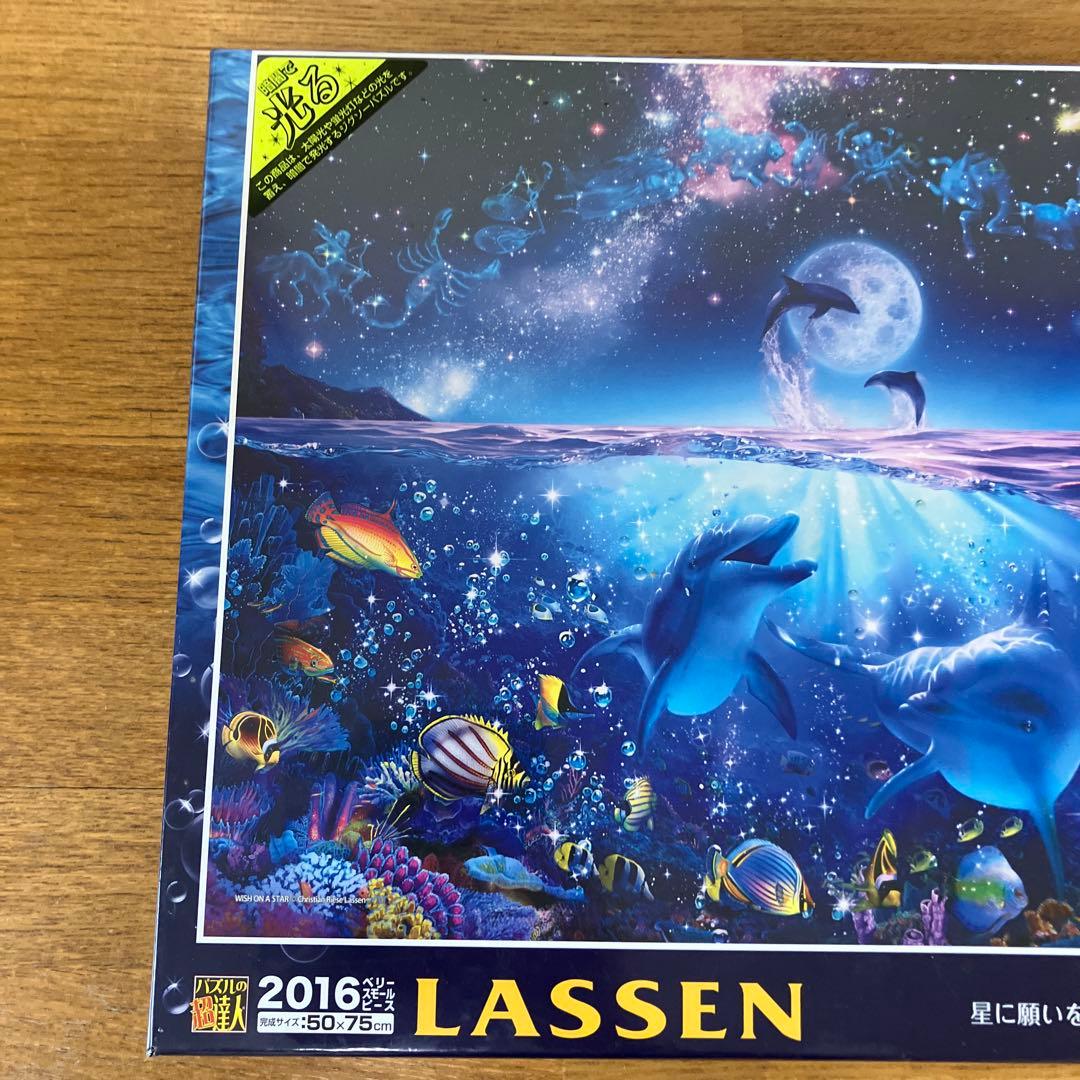 暗闇で
光る
この商品は、太陽光や蛍光灯などの光を
蓄え、暗闇で発光するジグソーパズルです。
WISH ON A STAR ©Christian Riese Lassen
パズルの
超達人
2016
ベリー
スモール
ピース
完成サイズ:50×75cm
LASSEN
星に願いを